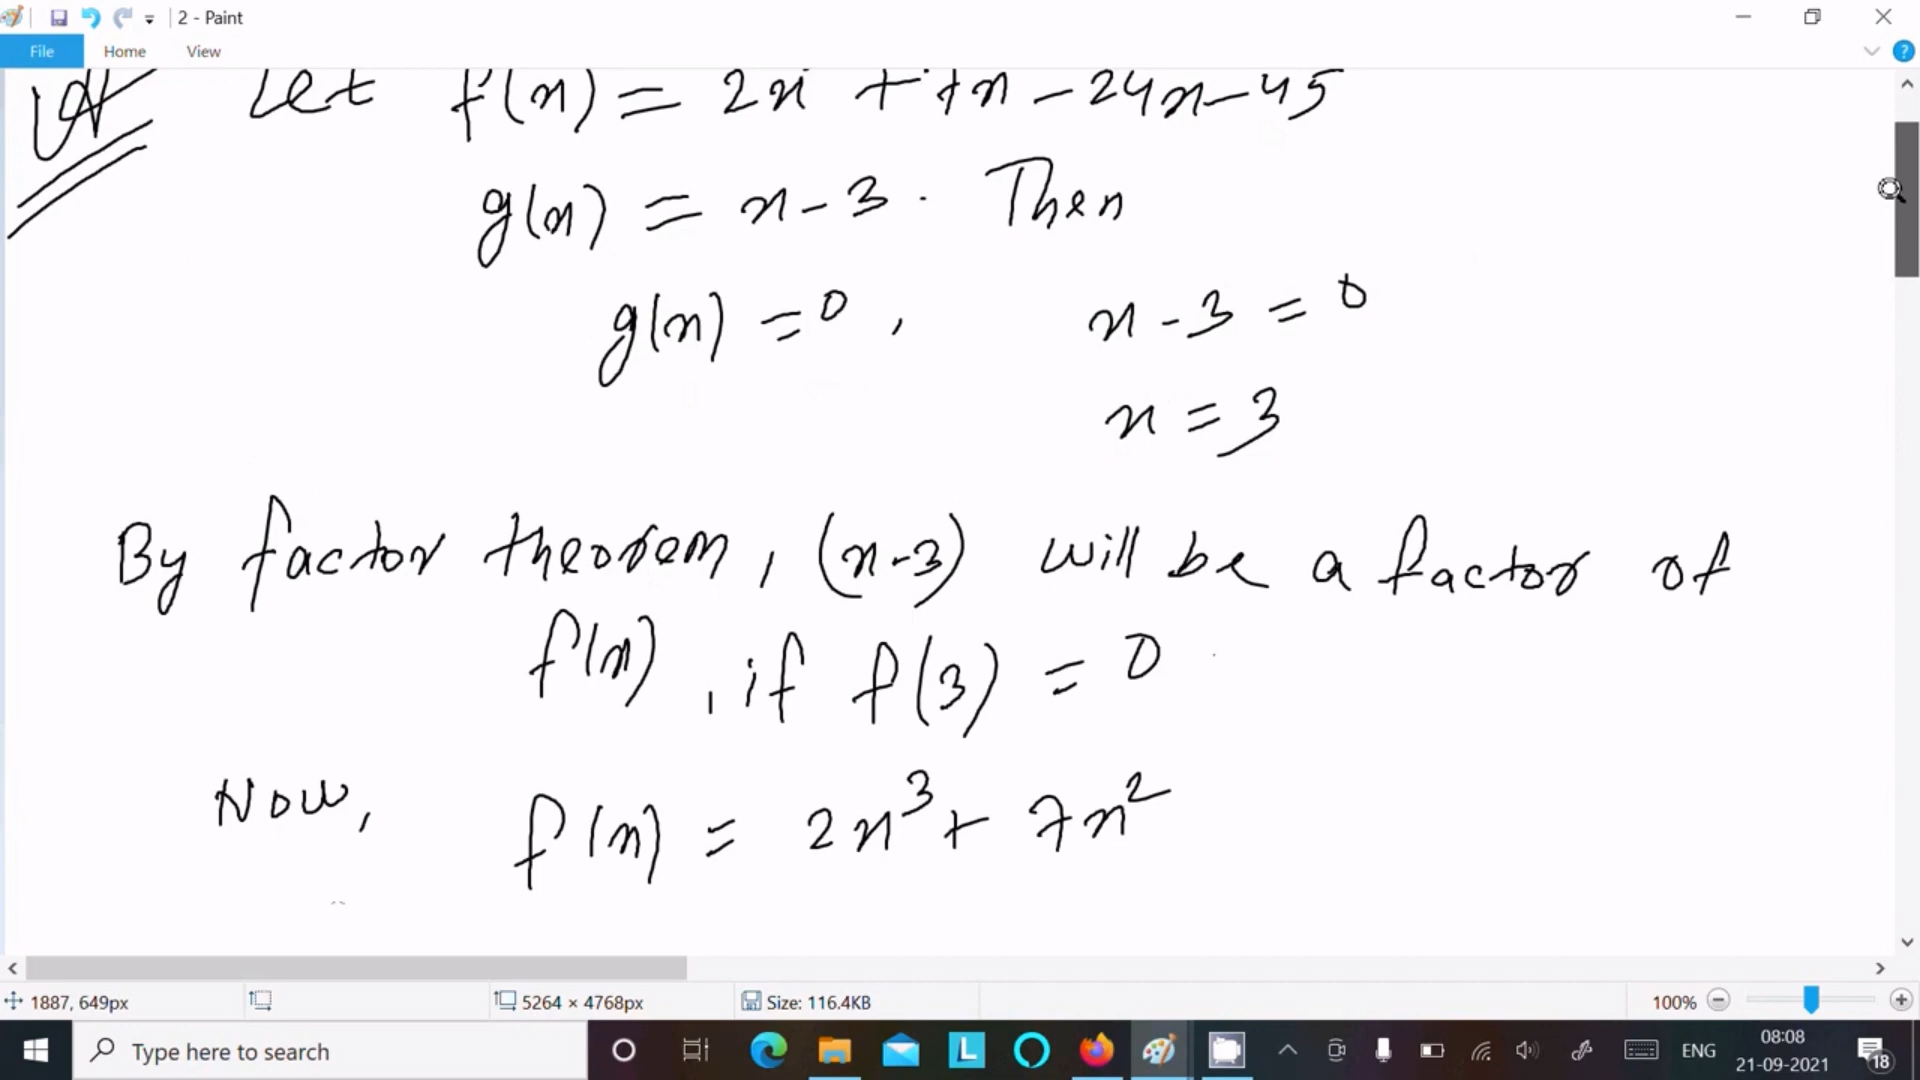 2 - Paint
File Home View
Let f(x) = 2x + 7x - 24x - 45
g(x) = x - 3. Then
g(x) = 0, x - 3 = 0
x = 3
By factor theorem, (x-3) will be a factor of
f(x), if f(3) = 0
Now, f(x) = 2x³ + 7x²
1887, 649px 5264 × 4768px Size: 116.4KB 100%
Type here to search
ENG
08:08
21-09-2021
18